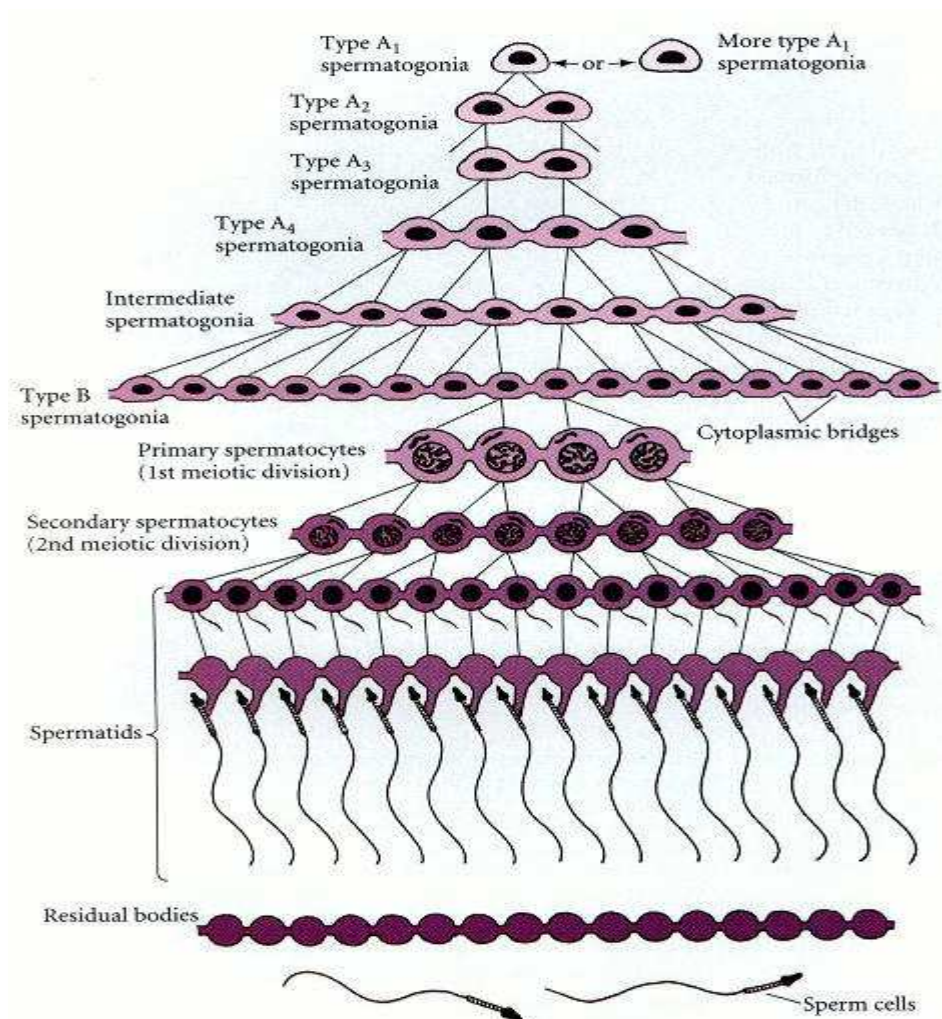 Type A₁
spermatogonia
or
More type A₁
spermatogonia
Type A₂
spermatogonia
Type A₃
spermatogonia
Type A₄
spermatogonia
Intermediate
spermatogonia
Type B
spermatogonia
Cytoplasmic bridges
Primary spermatocytes
(1st meiotic division)
Secondary spermatocytes
(2nd meiotic division)
Spermatids
Residual bodies
Sperm cells